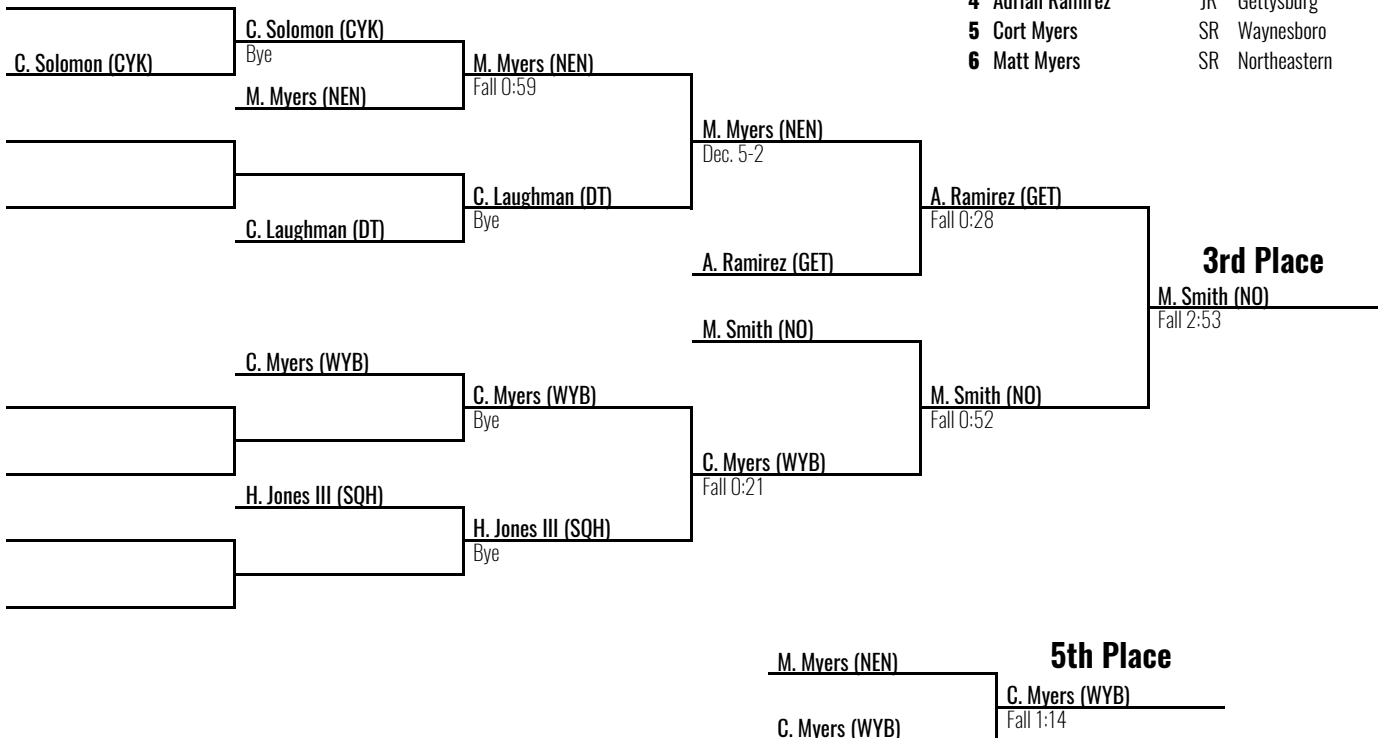 4 Adrian Ramirez JR Gettysburg
5 Cort Myers SR Waynesboro
6 Matt Myers SR Northeastern
C. Solomon (CYK)
C. Solomon (CYK)
Bye
M. Myers (NEN)
M. Myers (NEN)
Fall 0:59
C. Laughman (DT)
C. Laughman (DT)
Bye
M. Myers (NEN)
Dec. 5-2
A. Ramirez (GET)
A. Ramirez (GET)
Fall 0:28
M. Smith (NO)
C. Myers (WYB)
C. Myers (WYB)
Bye
H. Jones III (SQH)
H. Jones III (SQH)
Bye
C. Myers (WYB)
Fall 0:21
M. Smith (NO)
Fall 0:52
3rd Place
M. Smith (NO)
Fall 2:53
5th Place
M. Myers (NEN)
C. Myers (WYB)
C. Myers (WYB)
Fall 1:14